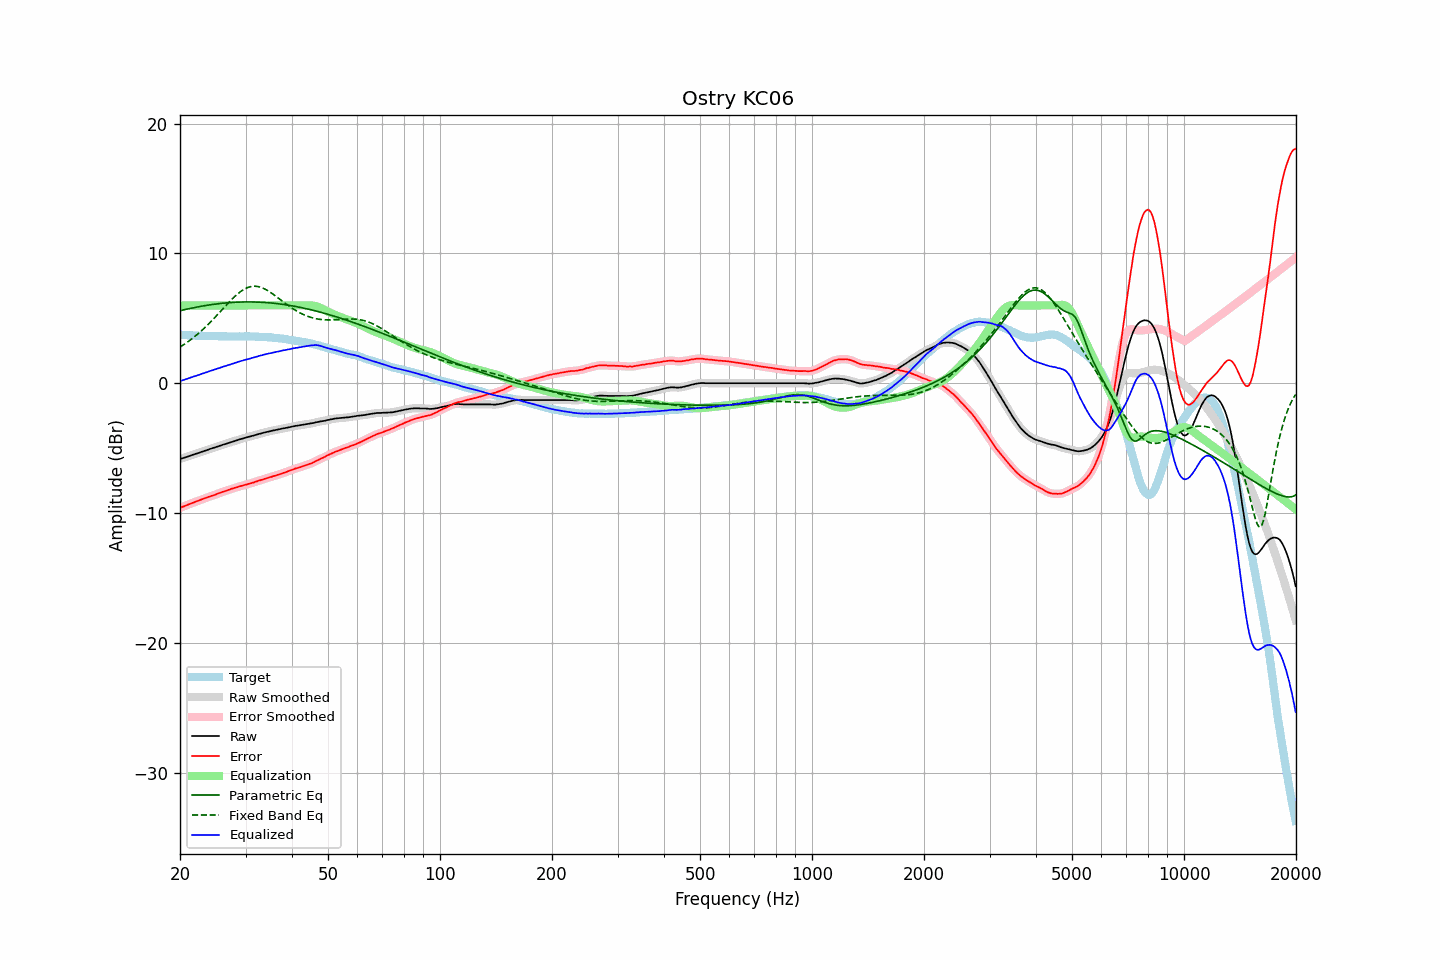 Ostry KC06
20
10
0
−10
−20
−30
Amplitude (dBr)
Target
Raw Smoothed
Error Smoothed
Raw
Error
Equalization
Parametric Eq
Fixed Band Eq
Equalized
20 50 100 200 500 1000 2000 5000 10000 20000
Frequency (Hz)